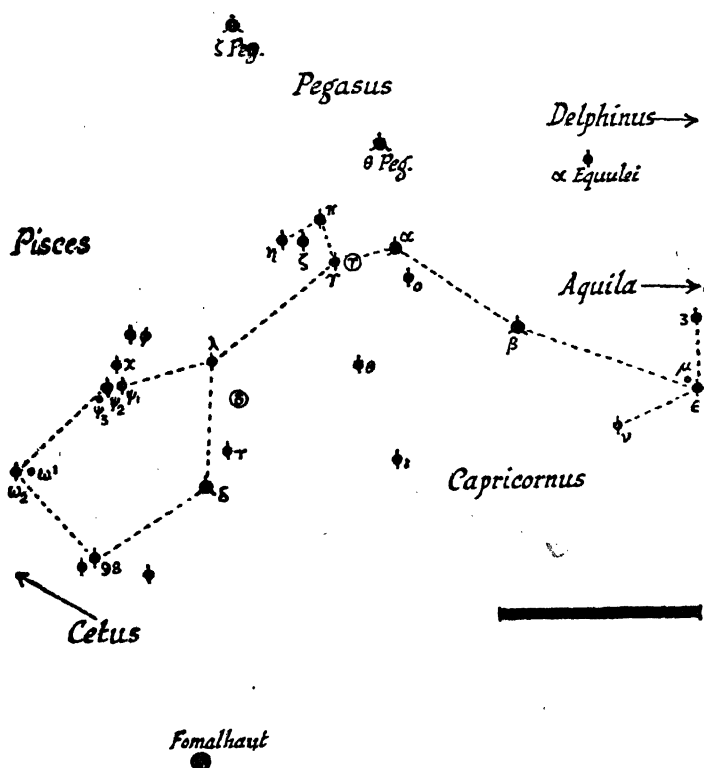 ζ Peg.
Pegasus
Delphinus
θ Peg.
α Equulei
π
Pisces
η
ζ
γ
T
α
ο
Aquila
3
β
λ
θ
χ
μ
ε
ψ3
ψ2
ψ1
δ
ν
τ
ω2
ω1
ι
Capricornus
δ
98
Cetus
Fomalhaut